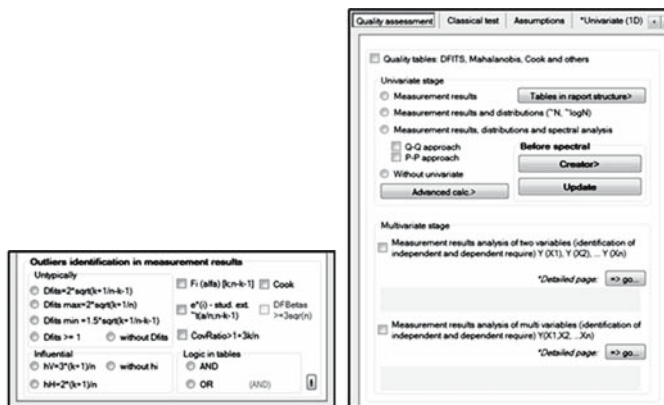 Outliers identification in measurement results
Untypically
Dfits=2*sqrt(k+1/n-k-1)
Dfits max=2*sqrt(k+1/n)
Dfits min =1.5*sqrt(k+1/n-k-1)
Dfits >= 1 without Dfits
Fi (alfa) [k;n-k-1] Cook
e*(i) - stud. ext.
~t(a/n;n-k-1)
DFBetas
>=3sqr(n)
CovRatio>1+3k/n
Influential
hV=3*(k+1)/n without hi
hH=2*(k+1)/n
Logic in tables
AND
OR (AND)
Quality assessment Classical test Assumptions *Univariate (1D)
Quality tables: DFITS, Mahalanobis, Cook and others
Univariate stage
Measurement results Tables in raport structure>
Measurement results and distributions (~N, ~logN)
Measurement results, distributions and spectral analysis
Q-Q approach
P-P approach
Before spectral
Creator>
Without univariate
Advanced calc.>
Update
Multivariate stage
Measurement results analysis of two variables (identification of
independent and dependent require) Y (X1), Y (X2), ... Y (Xn)
*Detailed page: => go...
Measurement results analysis of multi variables (identification of
independent and dependent require) Y(X1,X2, ...Xn)
*Detailed page: => go...